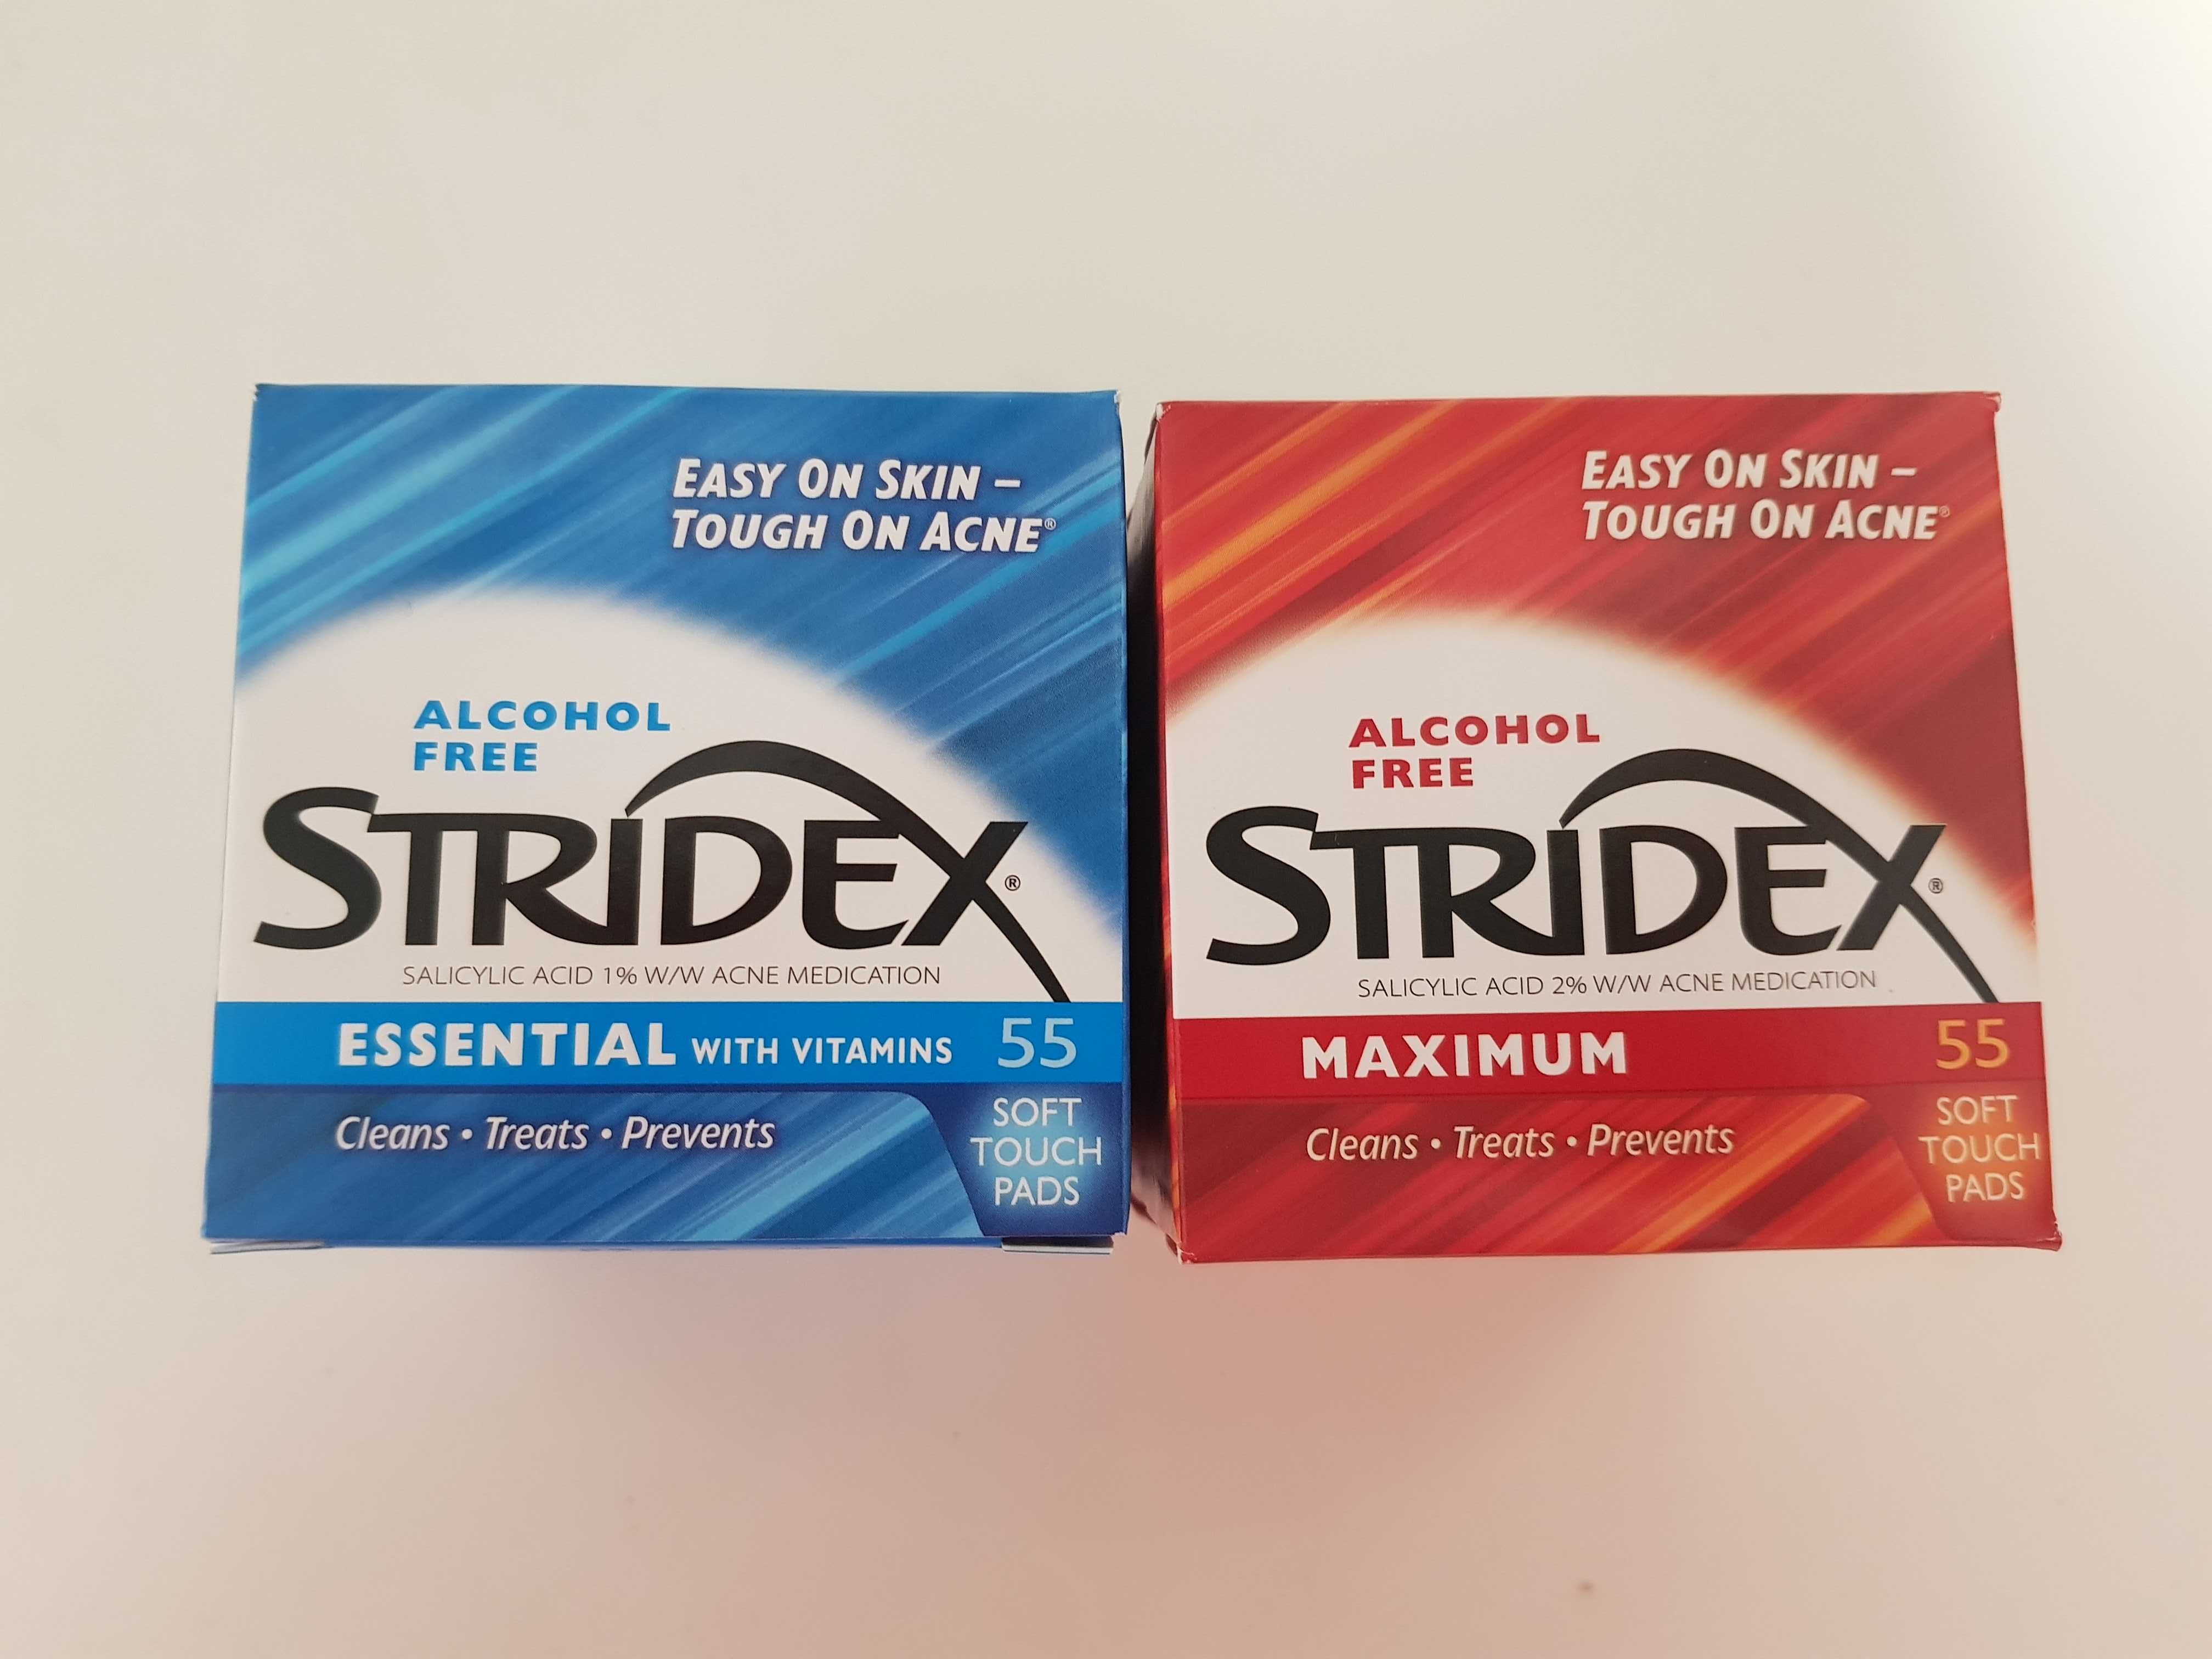 EASY ON SKIN –
TOUGH ON ACNE®
ALCOHOL
FREE
STRIDEX®
SALICYLIC ACID 1% W/W ACNE MEDICATION
ESSENTIAL WITH VITAMINS 55
SOFT
TOUCH
PADS
Cleans • Treats • Prevents
EASY ON SKIN –
TOUGH ON ACNE®
ALCOHOL
FREE
STRIDEX®
SALICYLIC ACID 2% W/W ACNE MEDICATION
MAXIMUM 55
SOFT
TOUCH
PADS
Cleans • Treats • Prevents